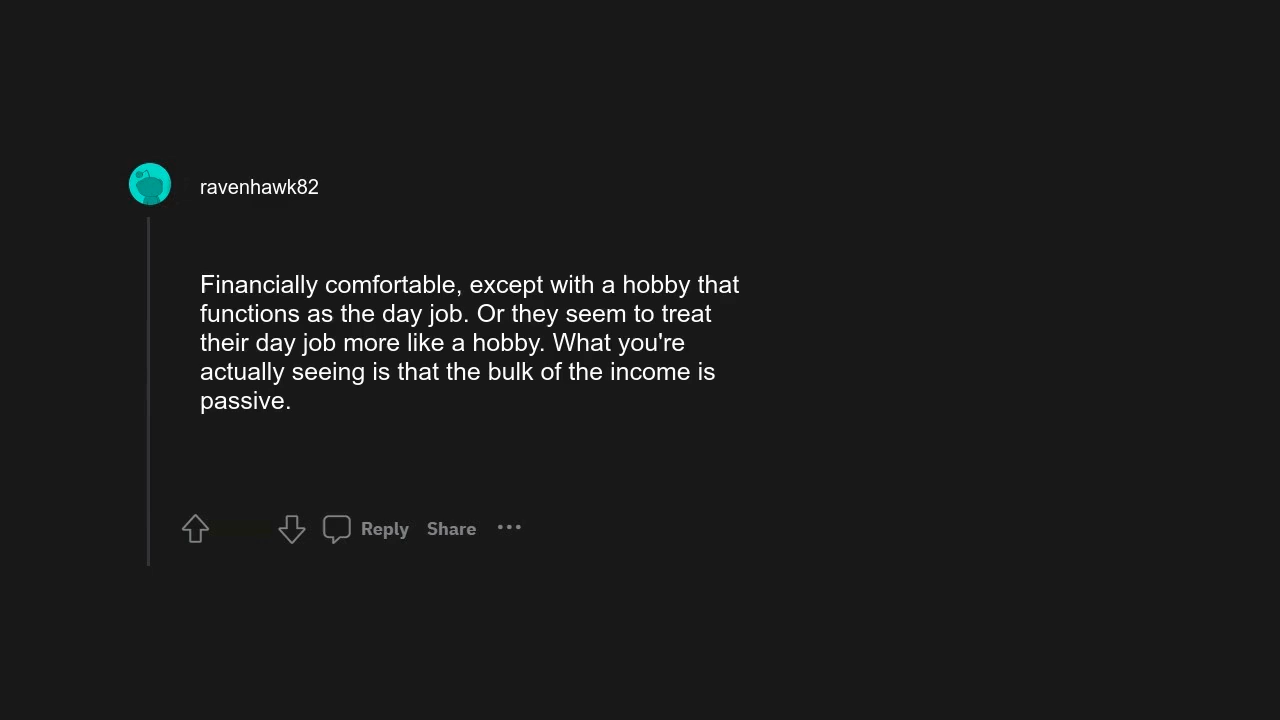 ravenhawk82
Financially comfortable, except with a hobby that
functions as the day job. Or they seem to treat
their day job more like a hobby. What you're
actually seeing is that the bulk of the income is
passive.
Reply Share